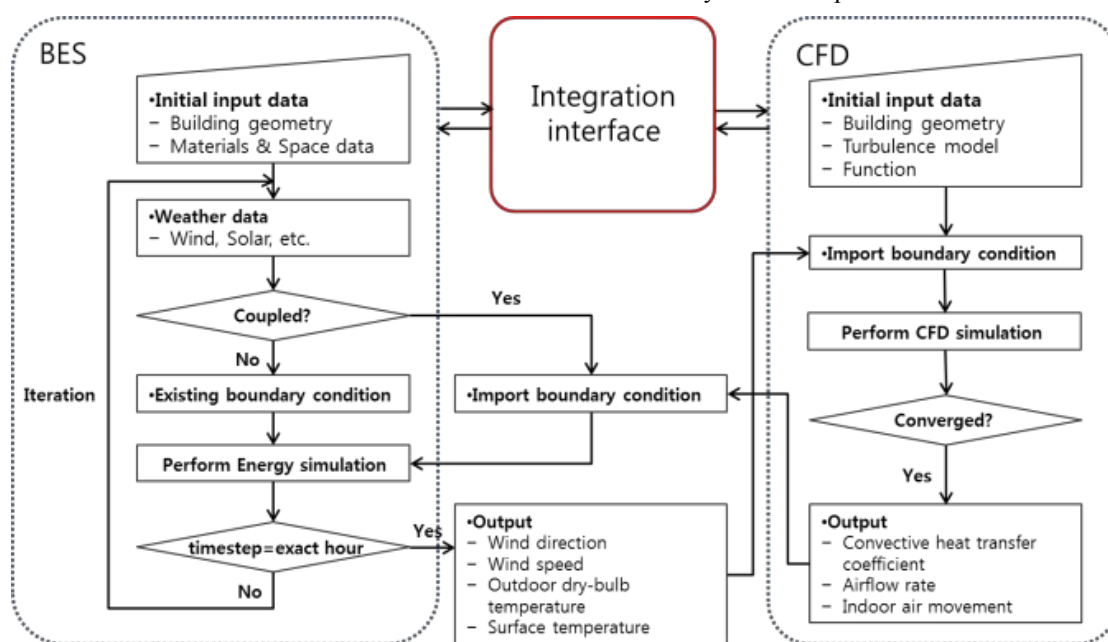 BES
•Initial input data
– Building geometry
– Materials & Space data
•Weather data
– Wind, Solar, etc.
Coupled?
Yes
No
Iteration
•Existing boundary condition
Perform Energy simulation
timestep=exact hour
Yes
No
Integration
interface
•Import boundary condition
•Output
– Wind direction
– Wind speed
– Outdoor dry-bulb
temperature
– Surface temperature
CFD
•Initial input data
– Building geometry
– Turbulence model
– Function
•Import boundary condition
Perform CFD simulation
Converged?
Yes
•Output
– Convective heat transfer
coefficient
– Airflow rate
– Indoor air movement